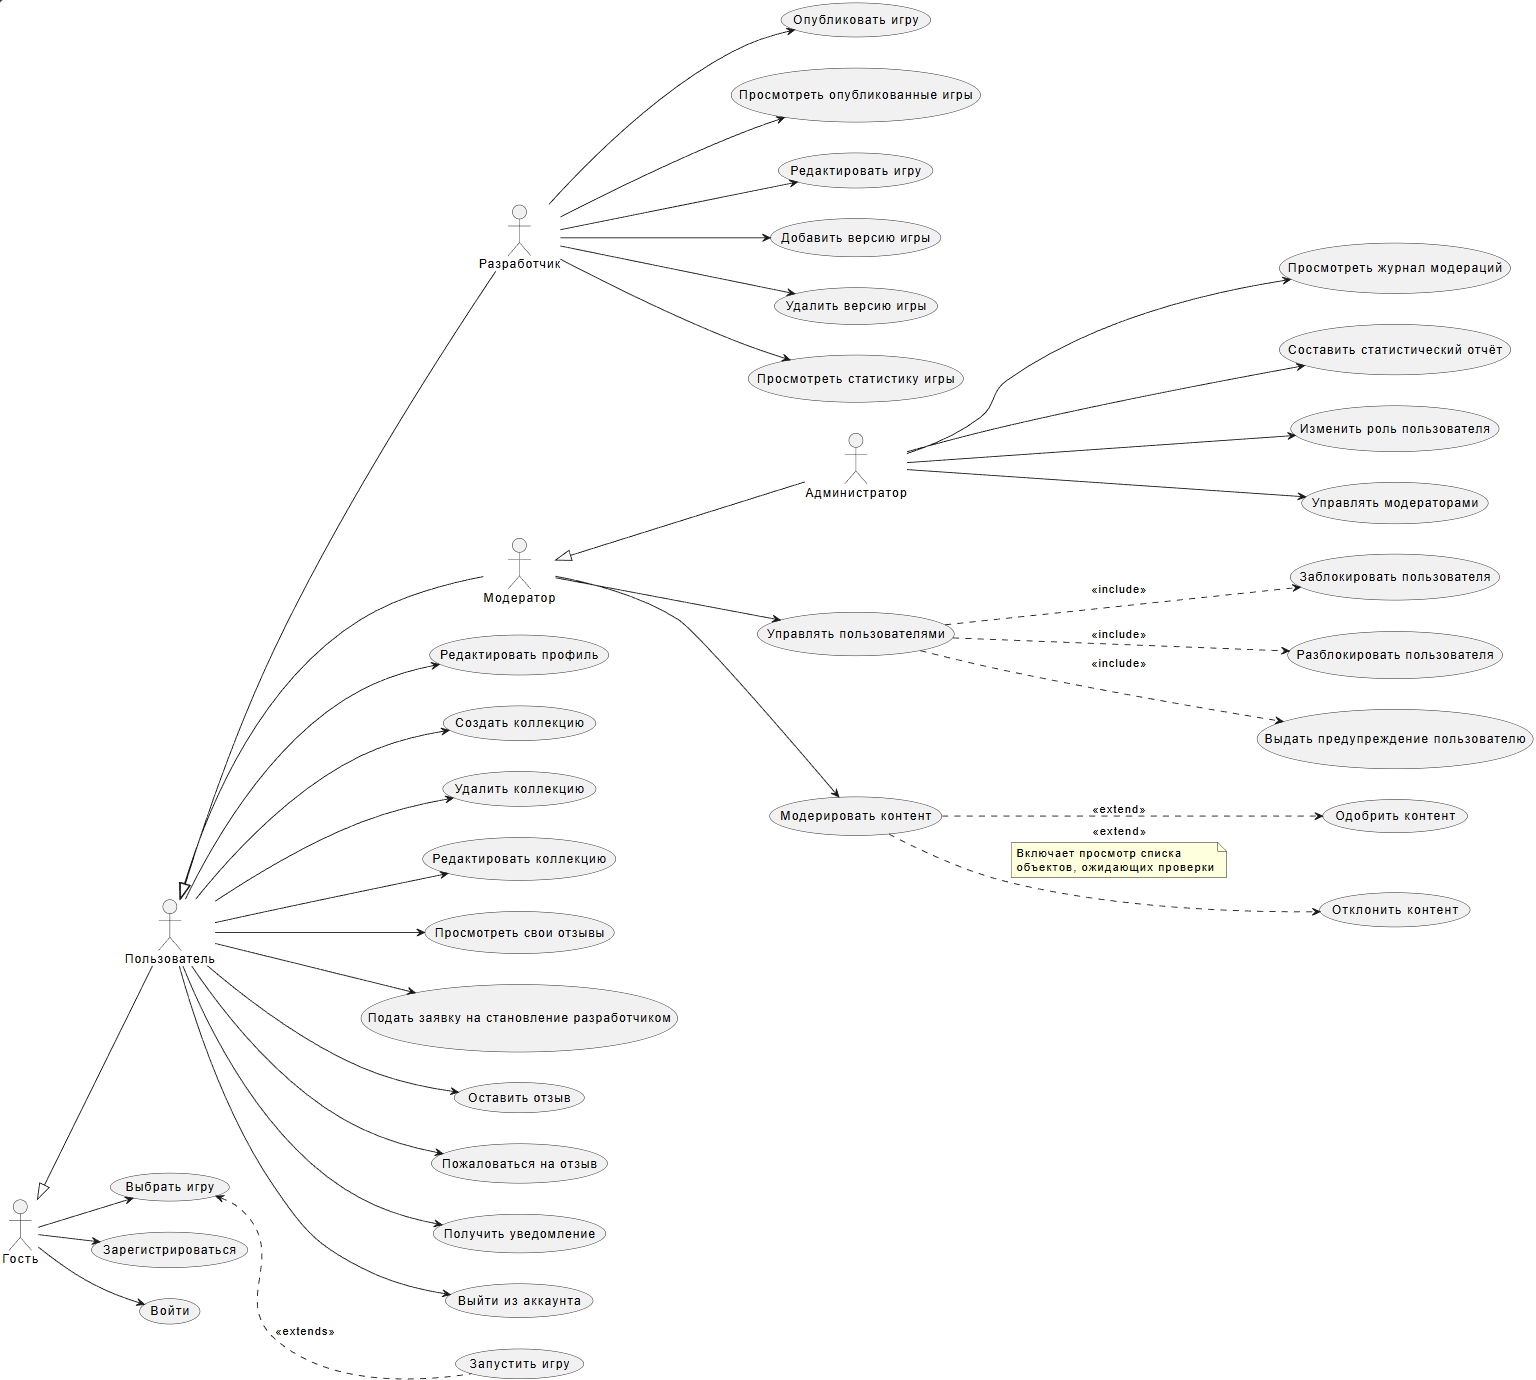 Опубликовать игру
Просмотреть опубликованные игры
Редактировать игру
Разработчик
Добавить версию игры
Удалить версию игры
Просмотреть статистику игры
Просмотреть журнал модераций
Составить статистический отчёт
Изменить роль пользователя
Администратор
Управлять модераторами
Модератор
Управлять пользователями
«include»
Заблокировать пользователя
«include»
Разблокировать пользователя
«include»
Выдать предупреждение пользователю
Редактировать профиль
Создать коллекцию
Удалить коллекцию
Модерировать контент
«extend»
Одобрить контент
«extend»
Включает просмотр списка
объектов, ожидающих проверки
Отклонить контент
Редактировать коллекцию
Просмотреть свои отзывы
Пользователь
Подать заявку на становление разработчиком
Оставить отзыв
Пожаловаться на отзыв
Выбрать игру
Получить уведомление
Зарегистрироваться
Гость
Выйти из аккаунта
Войти
«extends»
Запустить игру